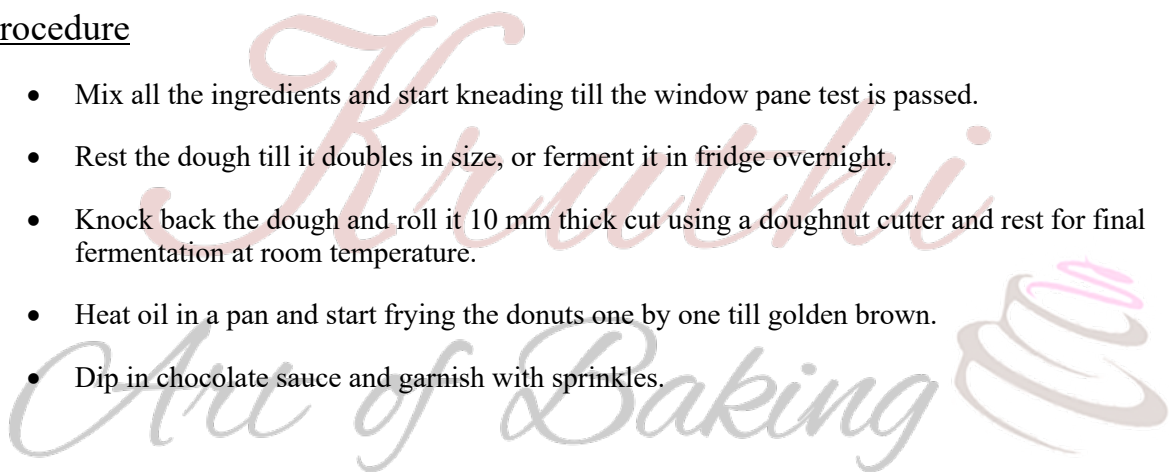 rocedure
• Mix all the ingredients and start kneading till the window pane test is passed.
• Rest the dough till it doubles in size, or ferment it in fridge overnight.
• Knock back the dough and roll it 10 mm thick cut using a doughnut cutter and rest for final
fermentation at room temperature.
• Heat oil in a pan and start frying the donuts one by one till golden brown.
• Dip in chocolate sauce and garnish with sprinkles.
Kruthi
Art of Baking